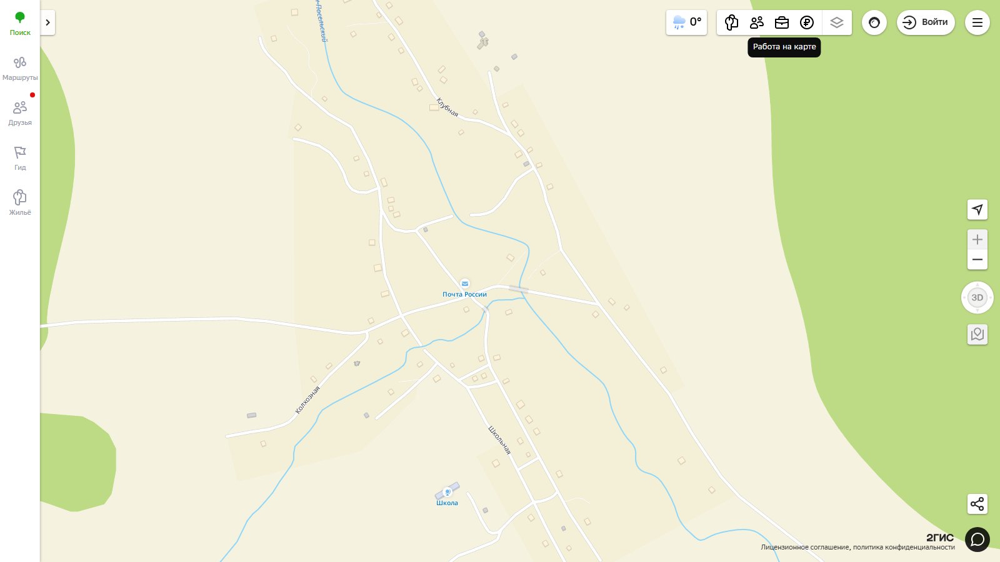 Поиск
Маршруты
Друзья
Гид
Жильё
0°
Войти
Работа на карте
Посельский
Клубная
Почта России
Колхозная
Школьная
Школа
3D
2ГИС
Лицензионное соглашение, политика конфиденциальности